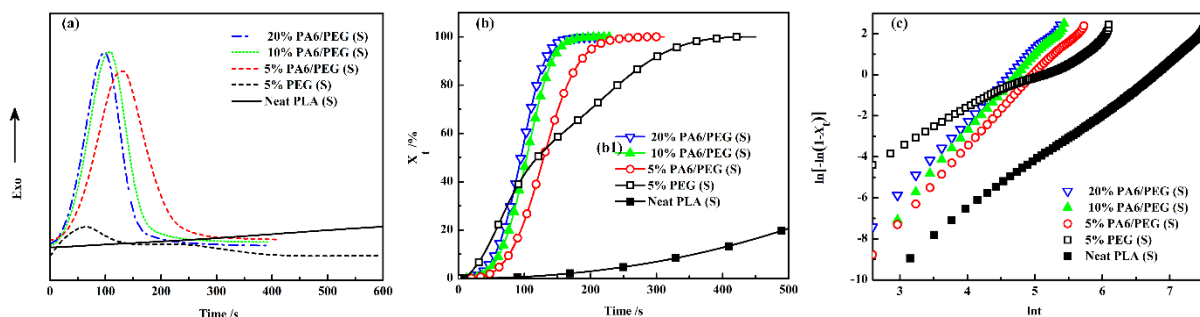 (a)
20% PA6/PEG (S)
10% PA6/PEG (S)
5% PA6/PEG (S)
5% PEG (S)
Neat PLA (S)
Exo
0 100 200 300 400 500 600
Time /s
(b)
100
80
60
40
20
0
X t /%
(b1)
20% PA6/PEG (S)
10% PA6/PEG (S)
5% PA6/PEG (S)
5% PEG (S)
Neat PLA (S)
0 100 200 300 400 500
Time /s
(c)
2
0
-2
-4
-6
-8
-10
ln[-ln(1-Xt)]
20% PA6/PEG (S)
10% PA6/PEG (S)
5% PA6/PEG (S)
5% PEG (S)
Neat PLA (S)
3 4 5 6 7
lnt